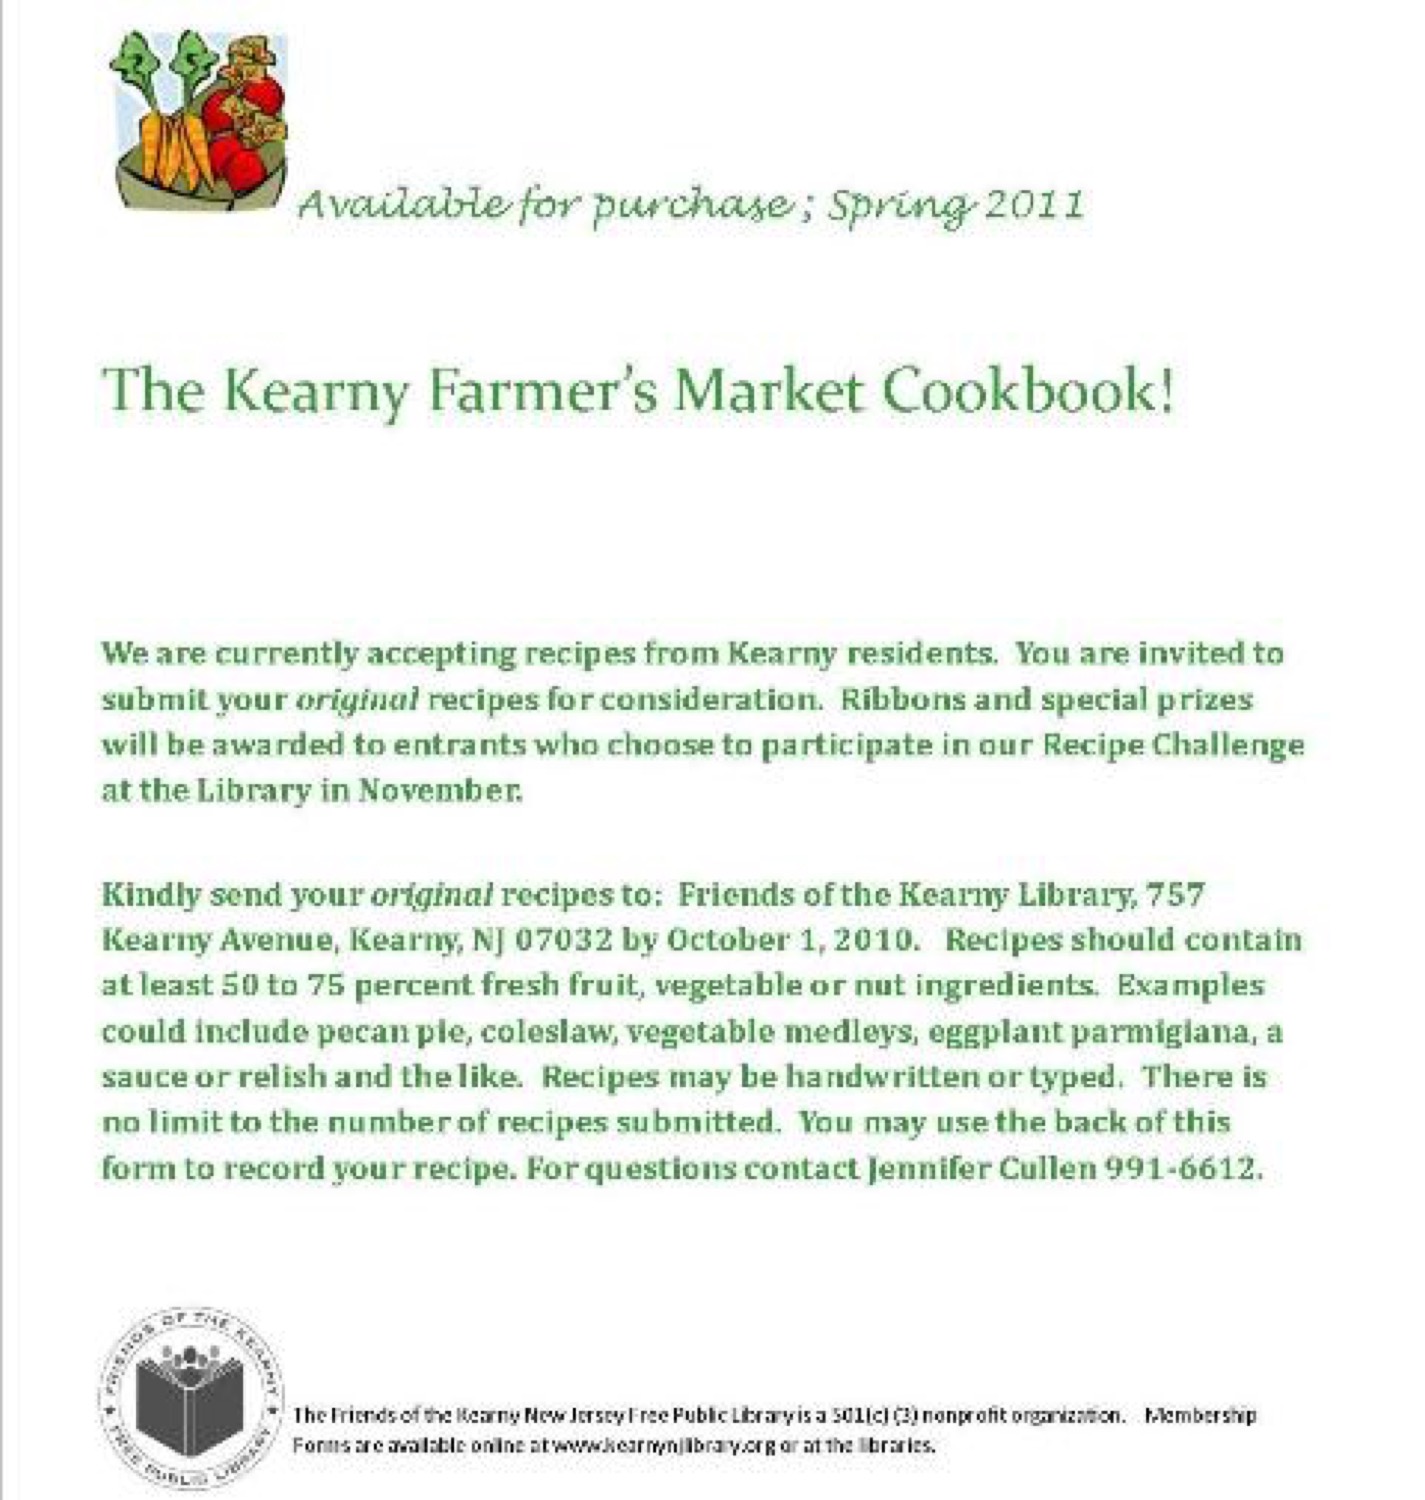 Available for purchase ; Spring 2011
The Kearny Farmer's Market Cookbook!
We are currently accepting recipes from Kearny residents. You are invited to
submit your original recipes for consideration. Ribbons and special prizes
will be awarded to entrants who choose to participate in our Recipe Challenge
at the Library in November.
Kindly send your original recipes to: Friends of the Kearny Library, 757
Kearny Avenue, Kearny, NJ 07032 by October 1, 2010. Recipes should contain
at least 50 to 75 percent fresh fruit, vegetable or nut ingredients. Examples
could include pecan pie, coleslaw, vegetable medleys, eggplant parmigiana, a
sauce or relish and the like. Recipes may be handwritten or typed. There is
no limit to the number of recipes submitted. You may use the back of this
form to record your recipe. For questions contact Jennifer Cullen 991-6612.
FRIENDS OF THE KEARNY
FREE PUBLIC LIBRARY
The Friends of the Kearny New Jersey Free Public Library is a 501(c) (3) nonprofit organization. Membership
Forms are available online at www.kearnynjlibrary.org or at the libraries.